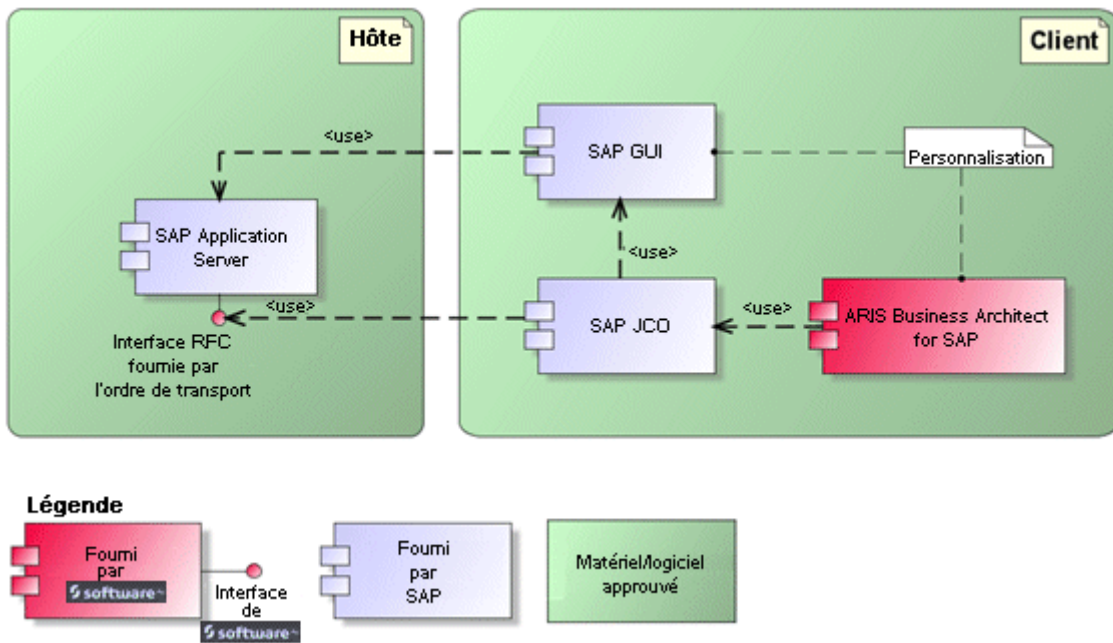 Hôte
Client
<use>
SAP GUI
Personnalisation
SAP Application
Server
<use>
<use>
SAP JCO
<use>
ARIS Business Architect
for SAP
Interface RFC
fournie par
l'ordre de transport
Légende
Fourni
par
software
Interface
de
software
Fourni
par
SAP
Matériel/logiciel
approuvé